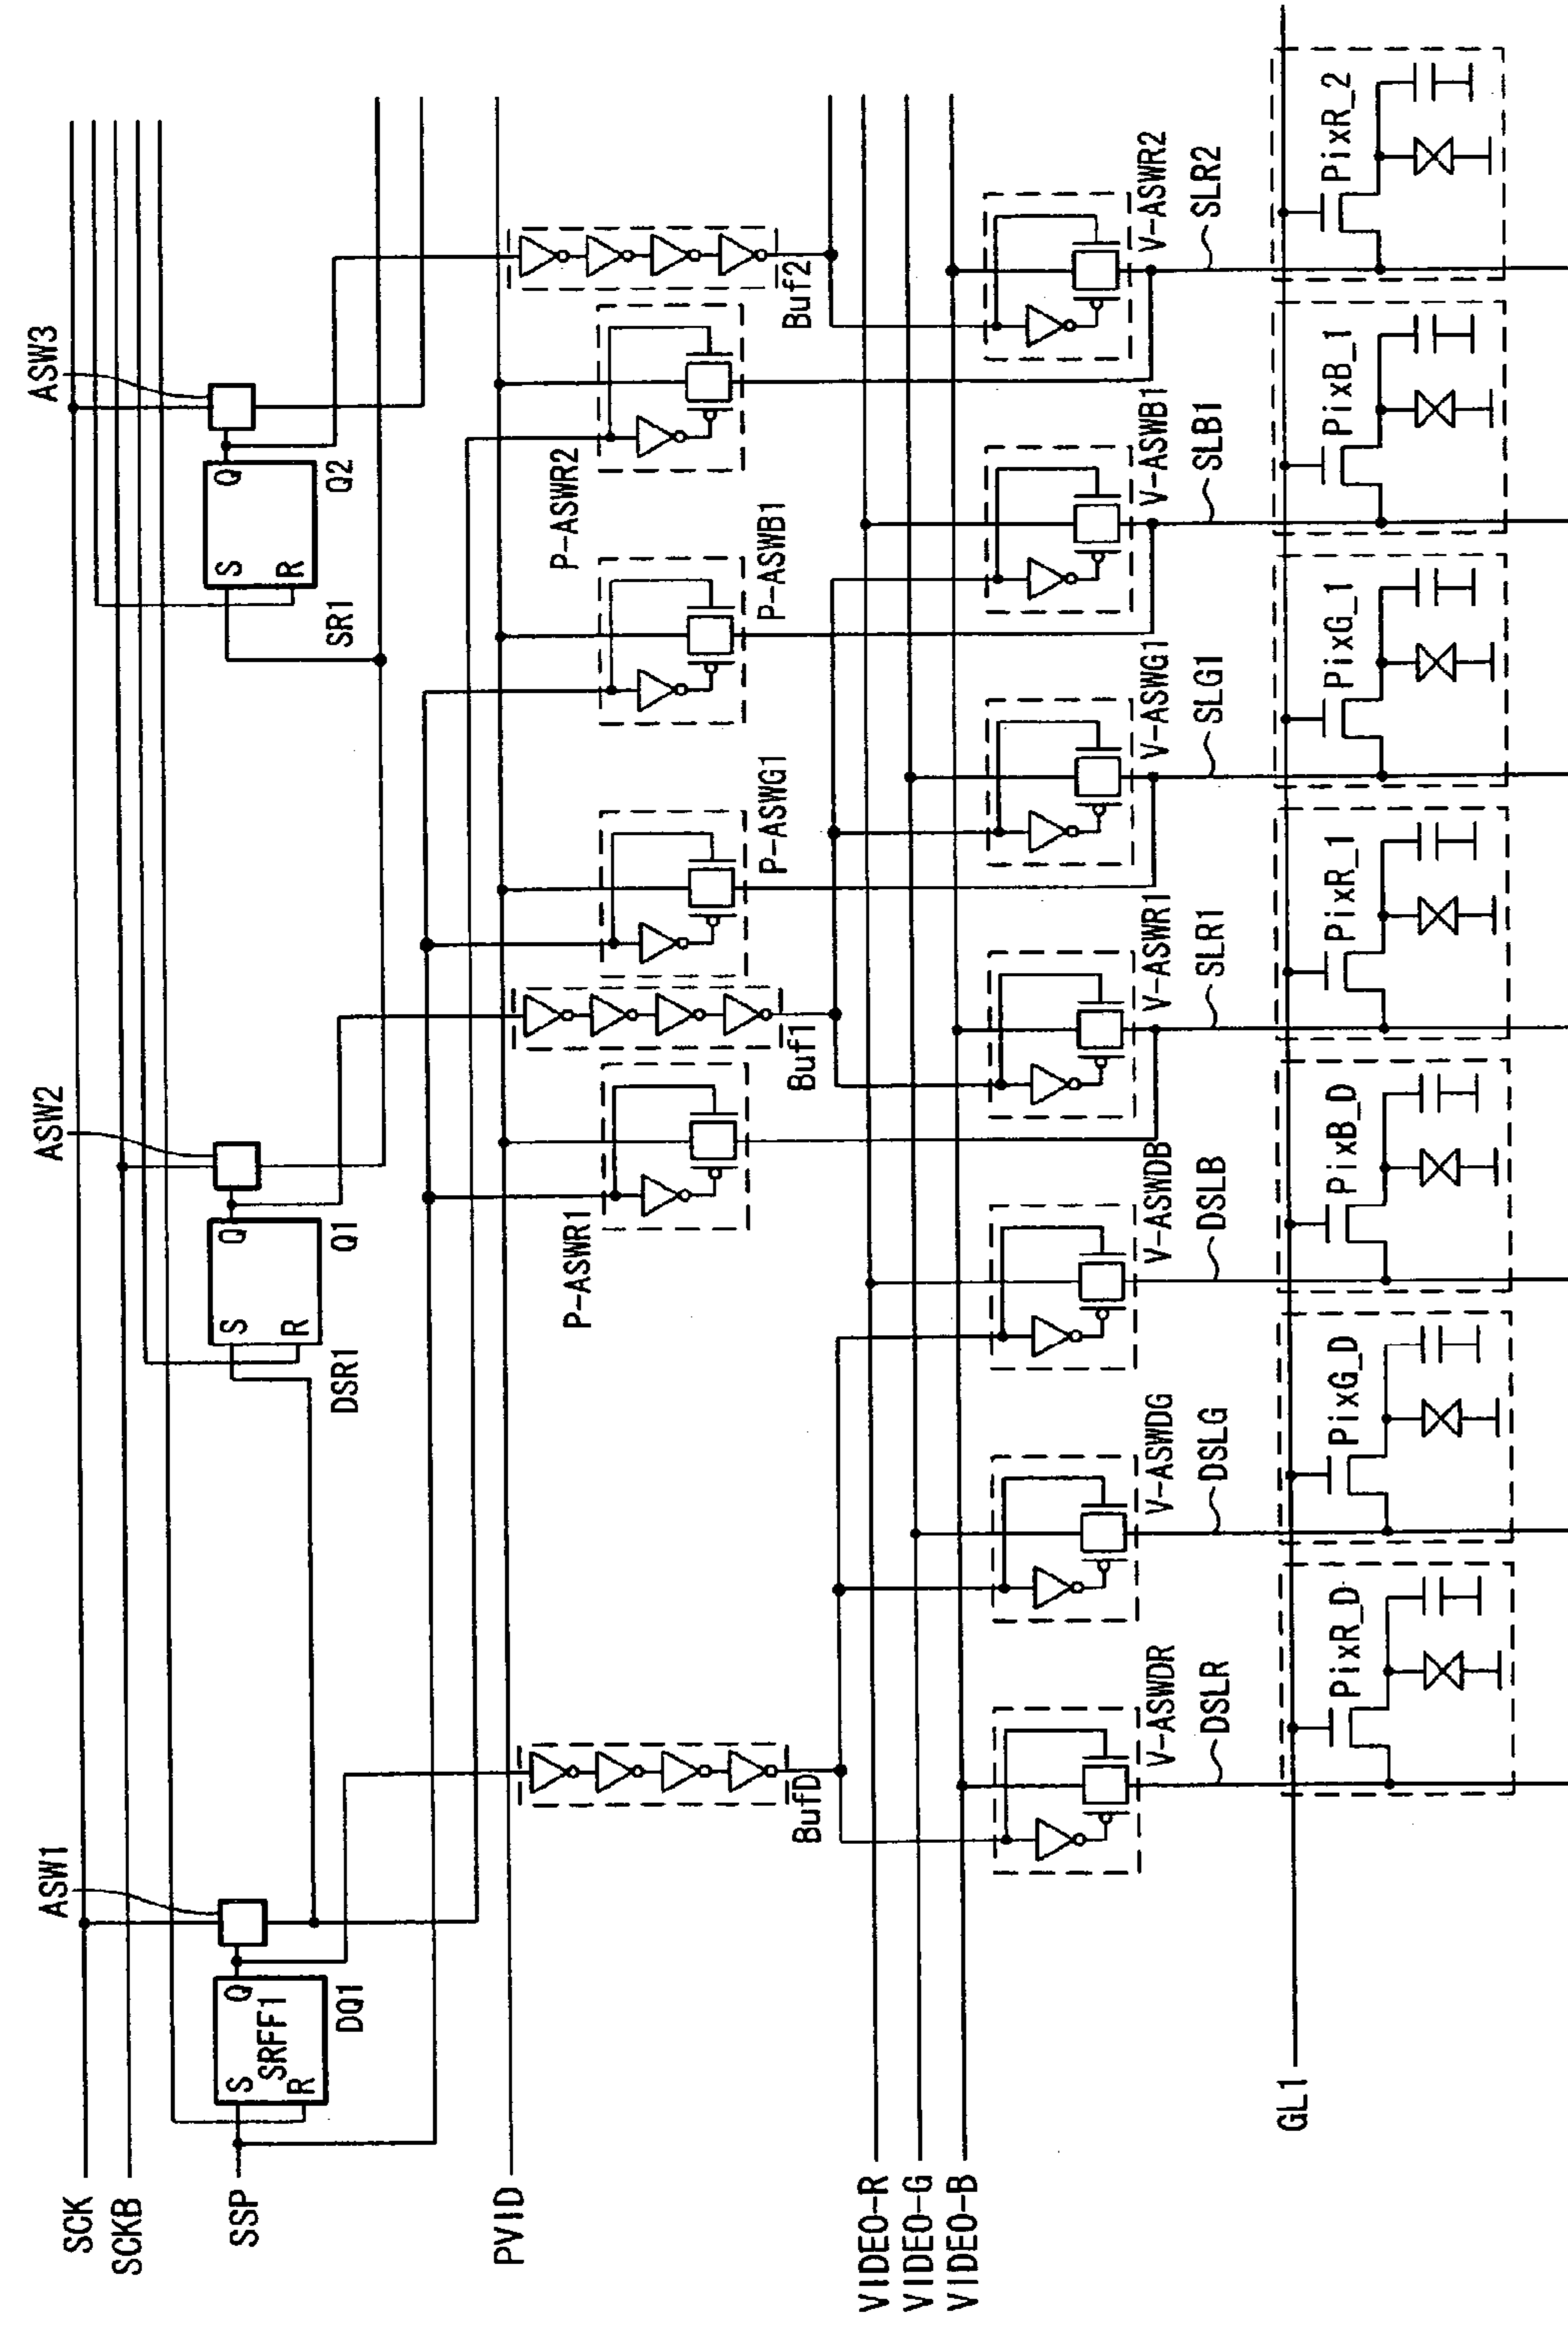 ASW1
ASW2
ASW3
SCK
SCKB
SSP
S
R
Q
SRFF1
DQ1
S
R
Q
DSR1
Q1
S
R
Q
SR1
Q2
PVID
P-ASWR1
P-ASWG1
P-ASWB1
P-ASWR2
BufD
Buf1
Buf2
VIDEO-R
VIDEO-G
VIDEO-B
V-ASWDR
V-ASWDG
V-ASWDB
V-ASWR1
V-ASWG1
V-ASWB1
V-ASWR2
DSLR
DSLG
DSLB
SLR1
SLG1
SLB1
SLR2
GL1
PixR_D
PixG_D
PixB_D
PixR_1
PixG_1
PixB_1
PixR_2